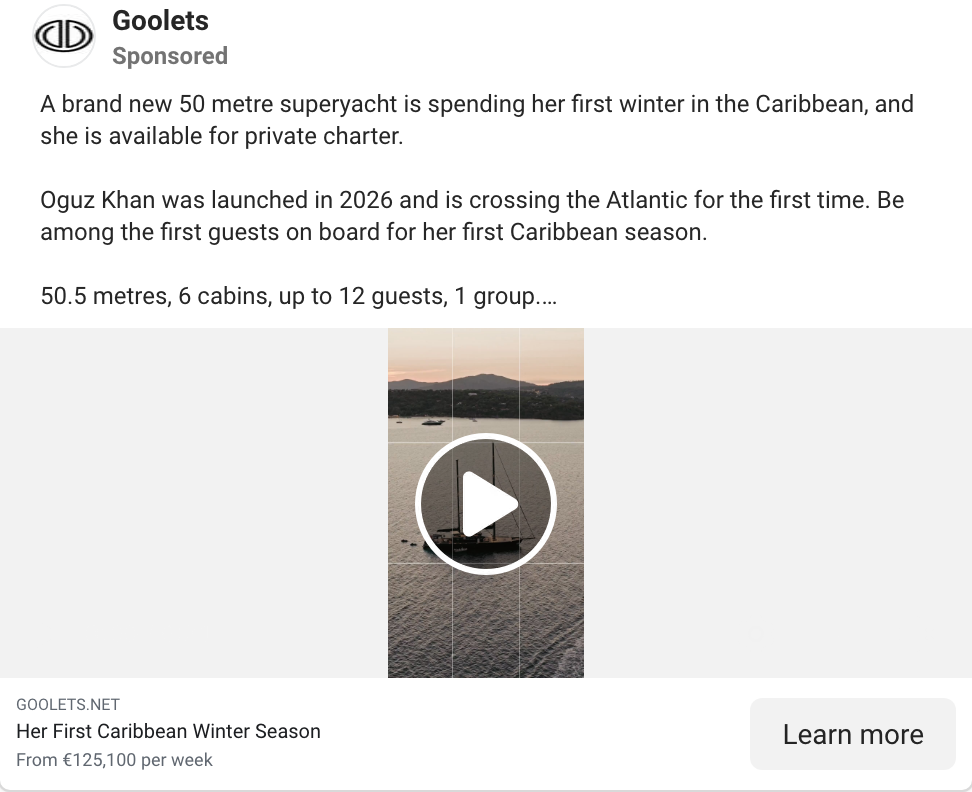 Goolets
Sponsored
A brand new 50 metre superyacht is spending her first winter in the Caribbean, and
she is available for private charter.
Oguz Khan was launched in 2026 and is crossing the Atlantic for the first time. Be
among the first guests on board for her first Caribbean season.
50.5 metres, 6 cabins, up to 12 guests, 1 group....
GOOLETS.NET
Her First Caribbean Winter Season
From €125,100 per week
Learn more